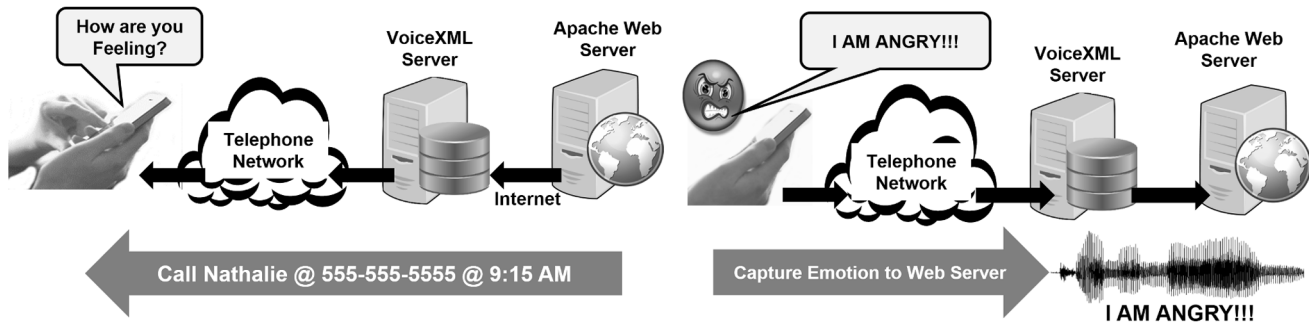 How are you
Feeling?
VoiceXML
Server
Apache Web
Server
Telephone
Network
Internet
Call Nathalie @ 555-555-5555 @ 9:15 AM
I AM ANGRY!!!
VoiceXML
Server
Apache Web
Server
Telephone
Network
Capture Emotion to Web Server
I AM ANGRY!!!